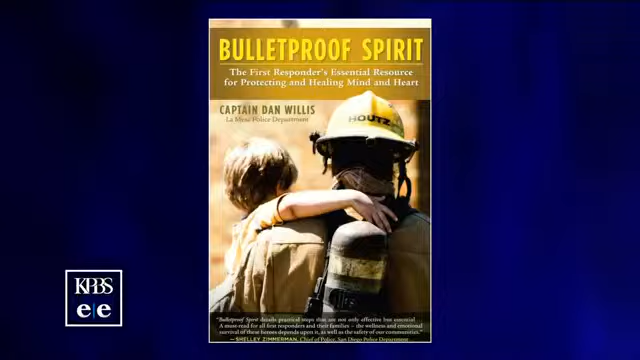 BULLETPROOF SPIRIT
The First Responder's Essential Resource
for Protecting and Healing Mind and Heart
CAPTAIN DAN WILLIS
La Mesa Police Department
HOUTZ
"Bulletproof Spirit details practical steps that are not only effective but essential
A must-read for all first responders and their families – the wellness and emotional
survival of these heroes depends upon it, as well as the safety of our communities."
— SHELLEY ZIMMERMAN, Chief of Police, San Diego Police Department
KPBS
e|e